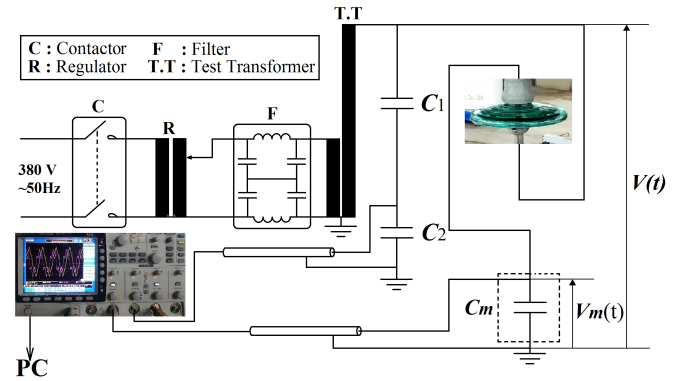 T.T
C : Contactor F : Filter
R : Regulator T.T : Test Transformer
C
R
F
C1
380 V
~50Hz
V(t)
C2
Cm
Vm(t)
PC